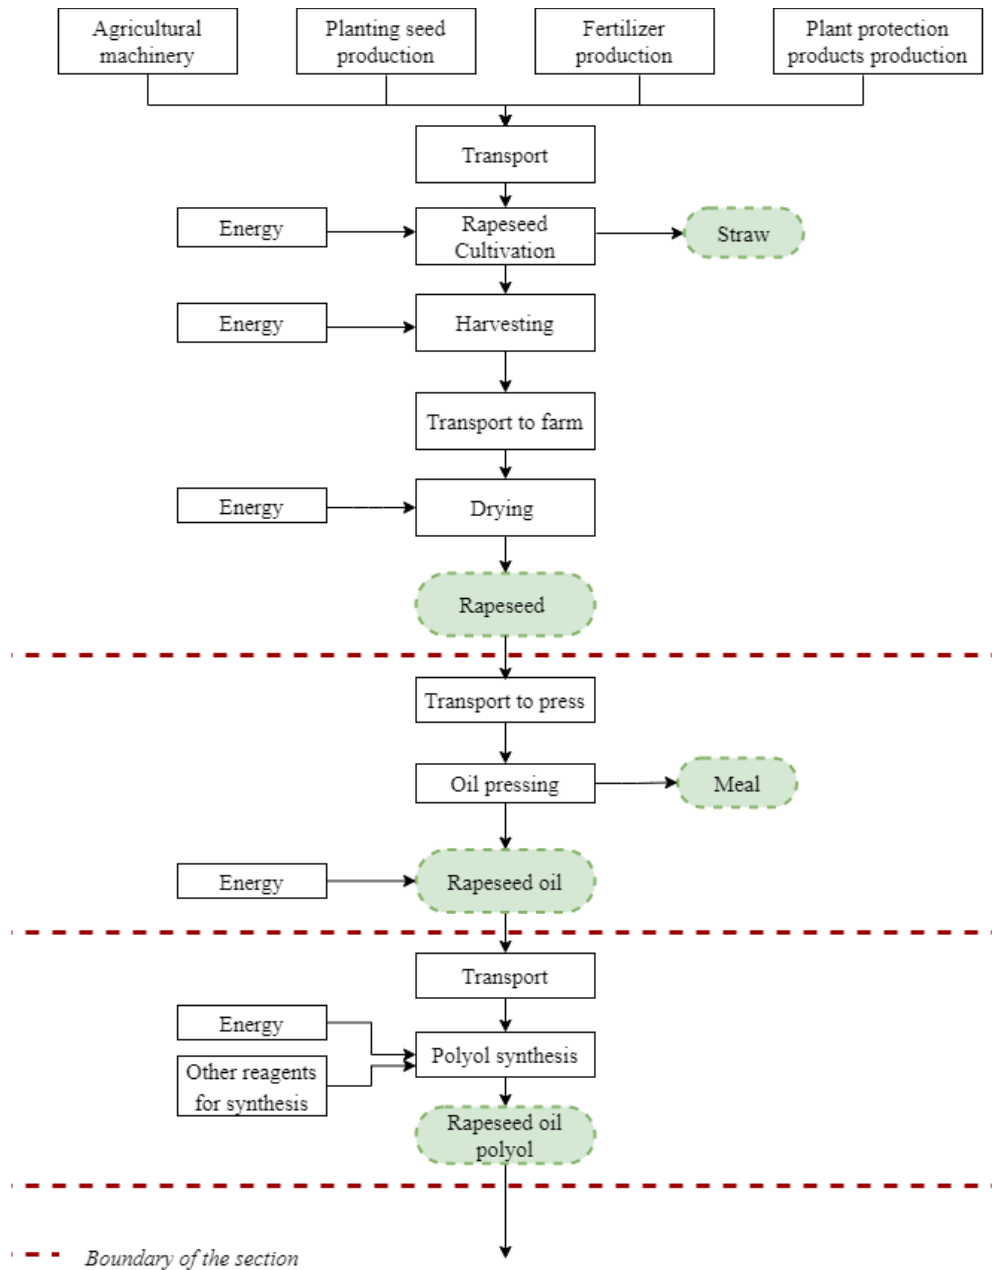 Agricultural
machinery
Planting seed
production
Fertilizer
production
Plant protection
products production
Transport
Energy
Rapeseed
Cultivation
Straw
Energy
Harvesting
Transport to farm
Energy
Drying
Rapeseed
Transport to press
Oil pressing
Meal
Energy
Rapeseed oil
Transport
Energy
Polyol synthesis
Other reagents
for synthesis
Rapeseed oil
polyol
Boundary of the section